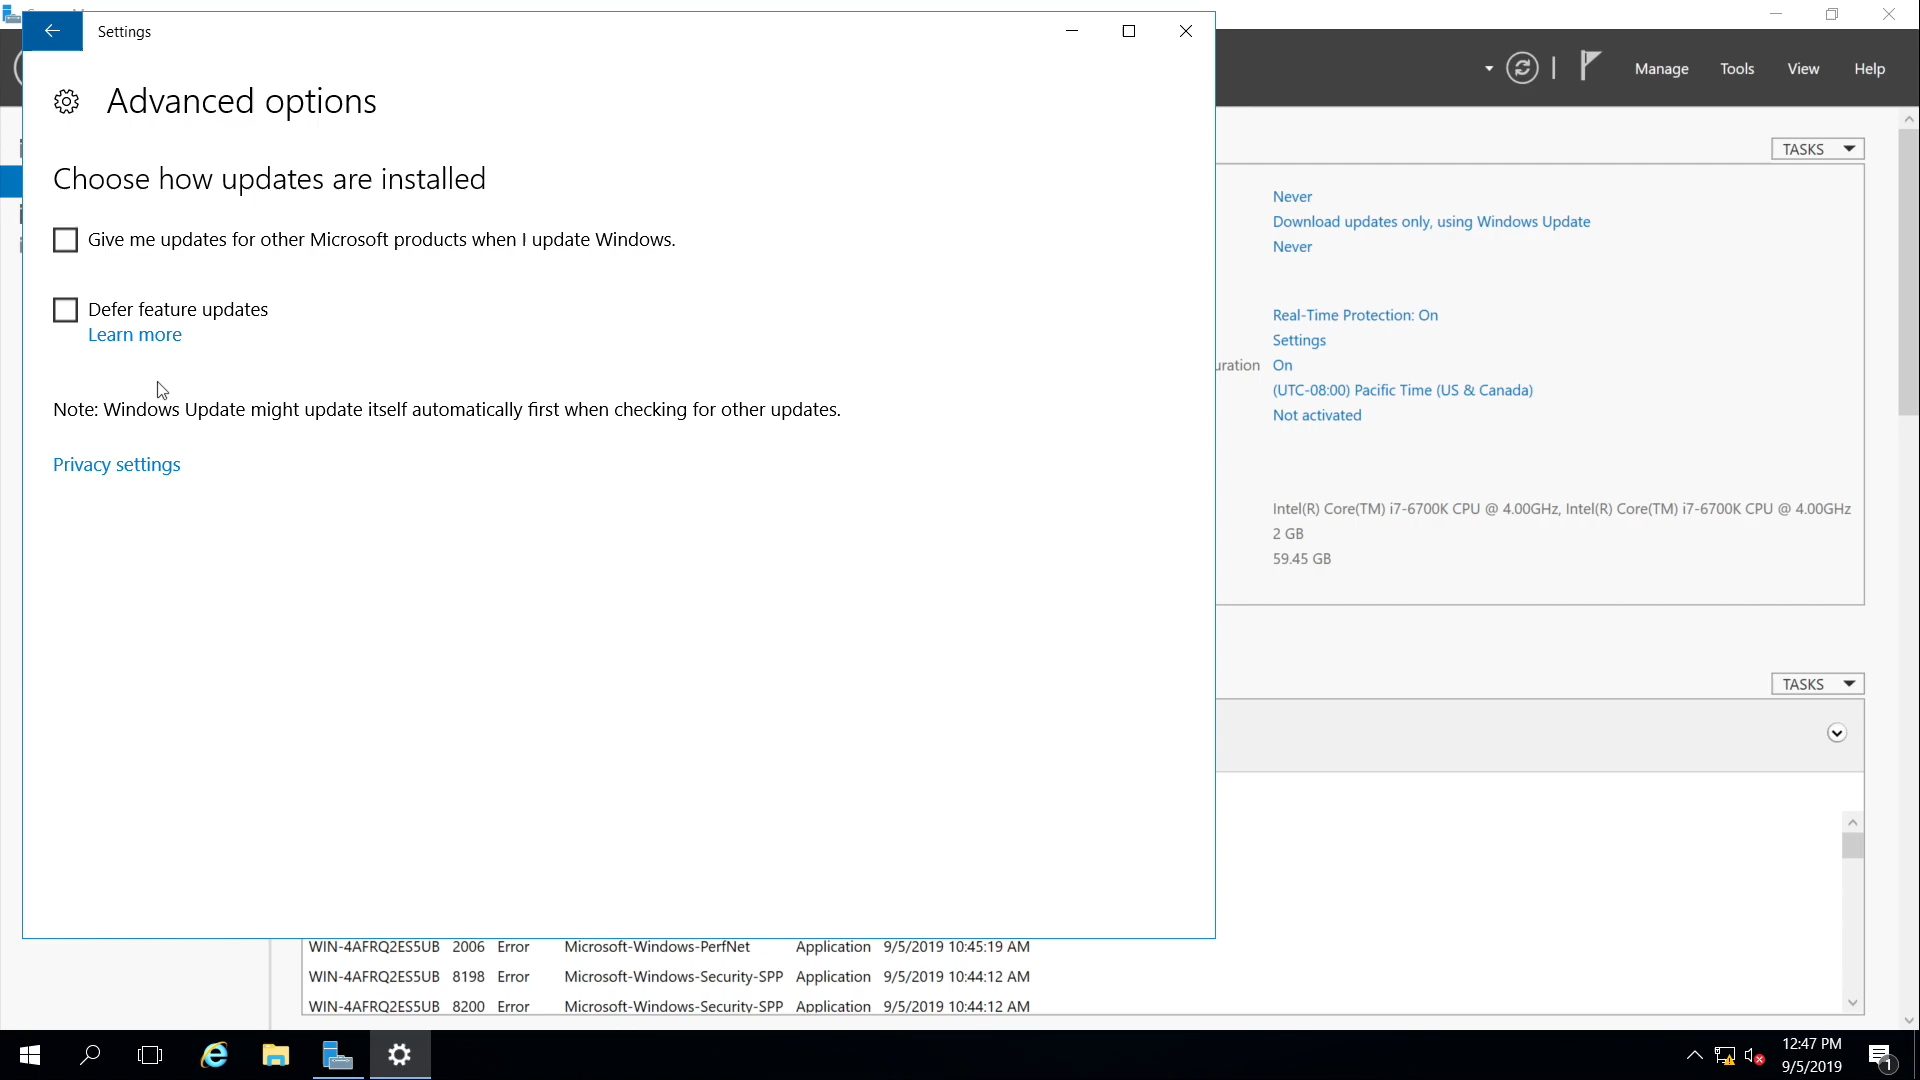 Settings
Advanced options
Choose how updates are installed
Give me updates for other Microsoft products when I update Windows.
Defer feature updates
Learn more
Note: Windows Update might update itself automatically first when checking for other updates.
Privacy settings
Manage
Tools
View
Help
TASKS
Never
Download updates only, using Windows Update
Never
Real-Time Protection: On
Settings
uration On
(UTC-08:00) Pacific Time (US & Canada)
Not activated
Intel(R) Core(TM) i7-6700K CPU @ 4.00GHz, Intel(R) Core(TM) i7-6700K CPU @ 4.00GHz
2 GB
59.45 GB
TASKS
WIN-4AFRQ2ES5UB 2006 Error Microsoft-Windows-PerfNet Application 9/5/2019 10:45:19 AM
WIN-4AFRQ2ES5UB 8198 Error Microsoft-Windows-Security-SPP Application 9/5/2019 10:44:12 AM
WIN-4AFRQ2ES5UB 8200 Error Microsoft-Windows-Security-SPP Application 9/5/2019 10:44:12 AM
12:47 PM
9/5/2019
1